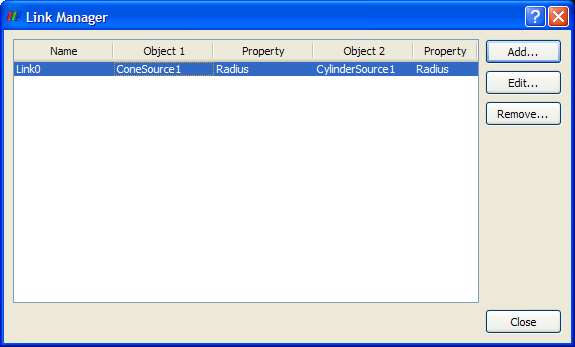 Link Manager
Name Object 1 Property Object 2 Property
Link0 ConeSource1 Radius CylinderSource1 Radius
Add...
Edit...
Remove...
Close